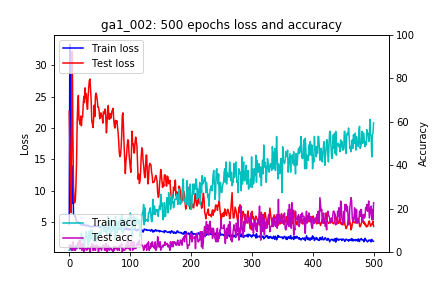 ga1_002: 500 epochs loss and accuracy
Train loss
Test loss
Train acc
Test acc
Loss
Accuracy
5
10
15
20
25
30
0
20
40
60
80
100
0
100
200
300
400
500